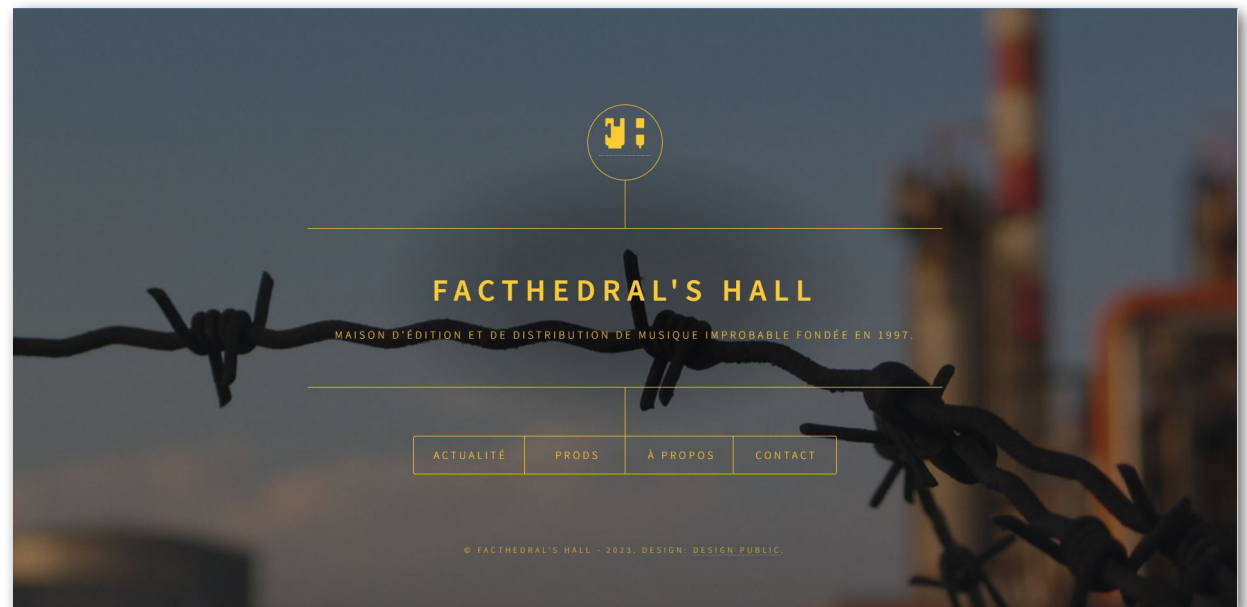 FACTHEDRAL'S HALL
MAISON D'ÉDITION ET DE DISTRIBUTION DE MUSIQUE IMPROBABLE FONDÉE EN 1997.
ACTUALITÉ PRODS À PROPOS CONTACT
© FACTHEDRAL'S HALL - 2023. DESIGN: DESIGN PUBLIC.